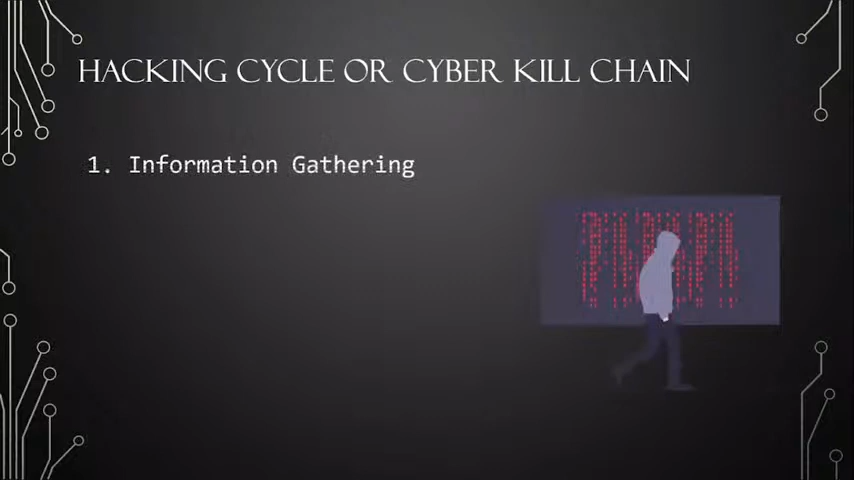 HACKING CYCLE OR CYBER KILL CHAIN
1. Information Gathering